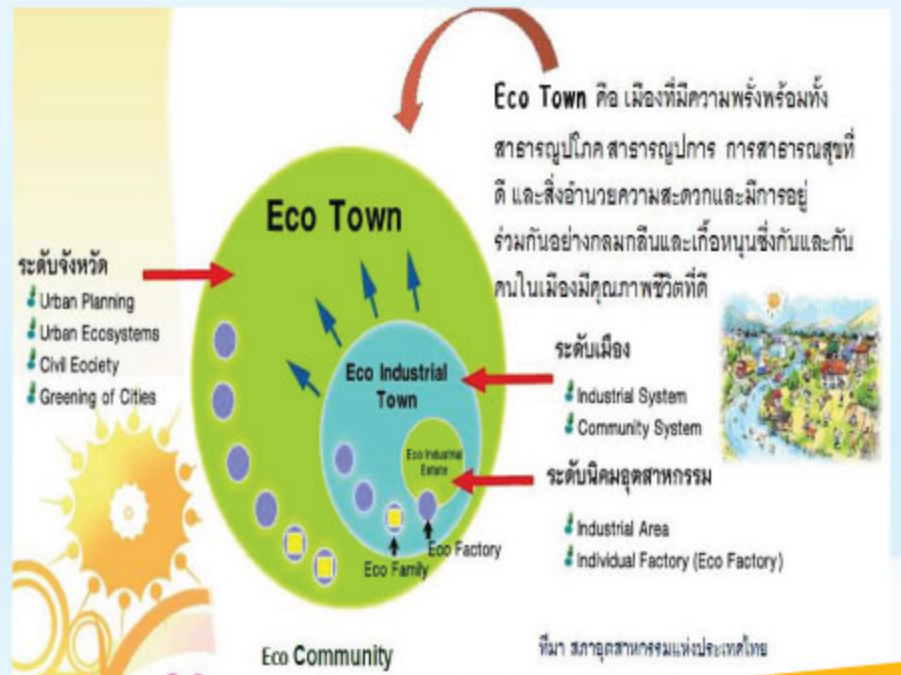 Eco Town คือ เมืองที่มีความพรั่งพร้อมทั้ง
สาธารณูปโภค สาธารณูปการ การสาธารณสุขที่
ดี และสิ่งอำนวยความสะดวกและมีการอยู่
ร่วมกันอย่างกลมกลืนและเกื้อหนุนซึ่งกันและกัน
คนในเมืองมีคุณภาพชีวิตที่ดี
Eco Town
ระดับจังหวัด
Urban Planning
Urban Ecosystems
Civil Eociety
Greening of Cities
Eco Industrial
Town
Eco Industrial
Estate
Eco Factory
Eco Family
ระดับเมือง
Industrial System
Community System
ระดับนิคมอุตสาหกรรม
Industrial Area
Individual Factory (Eco Factory)
Eco Community
ที่มา สภาอุตสาหกรรมแห่งประเทศไทย